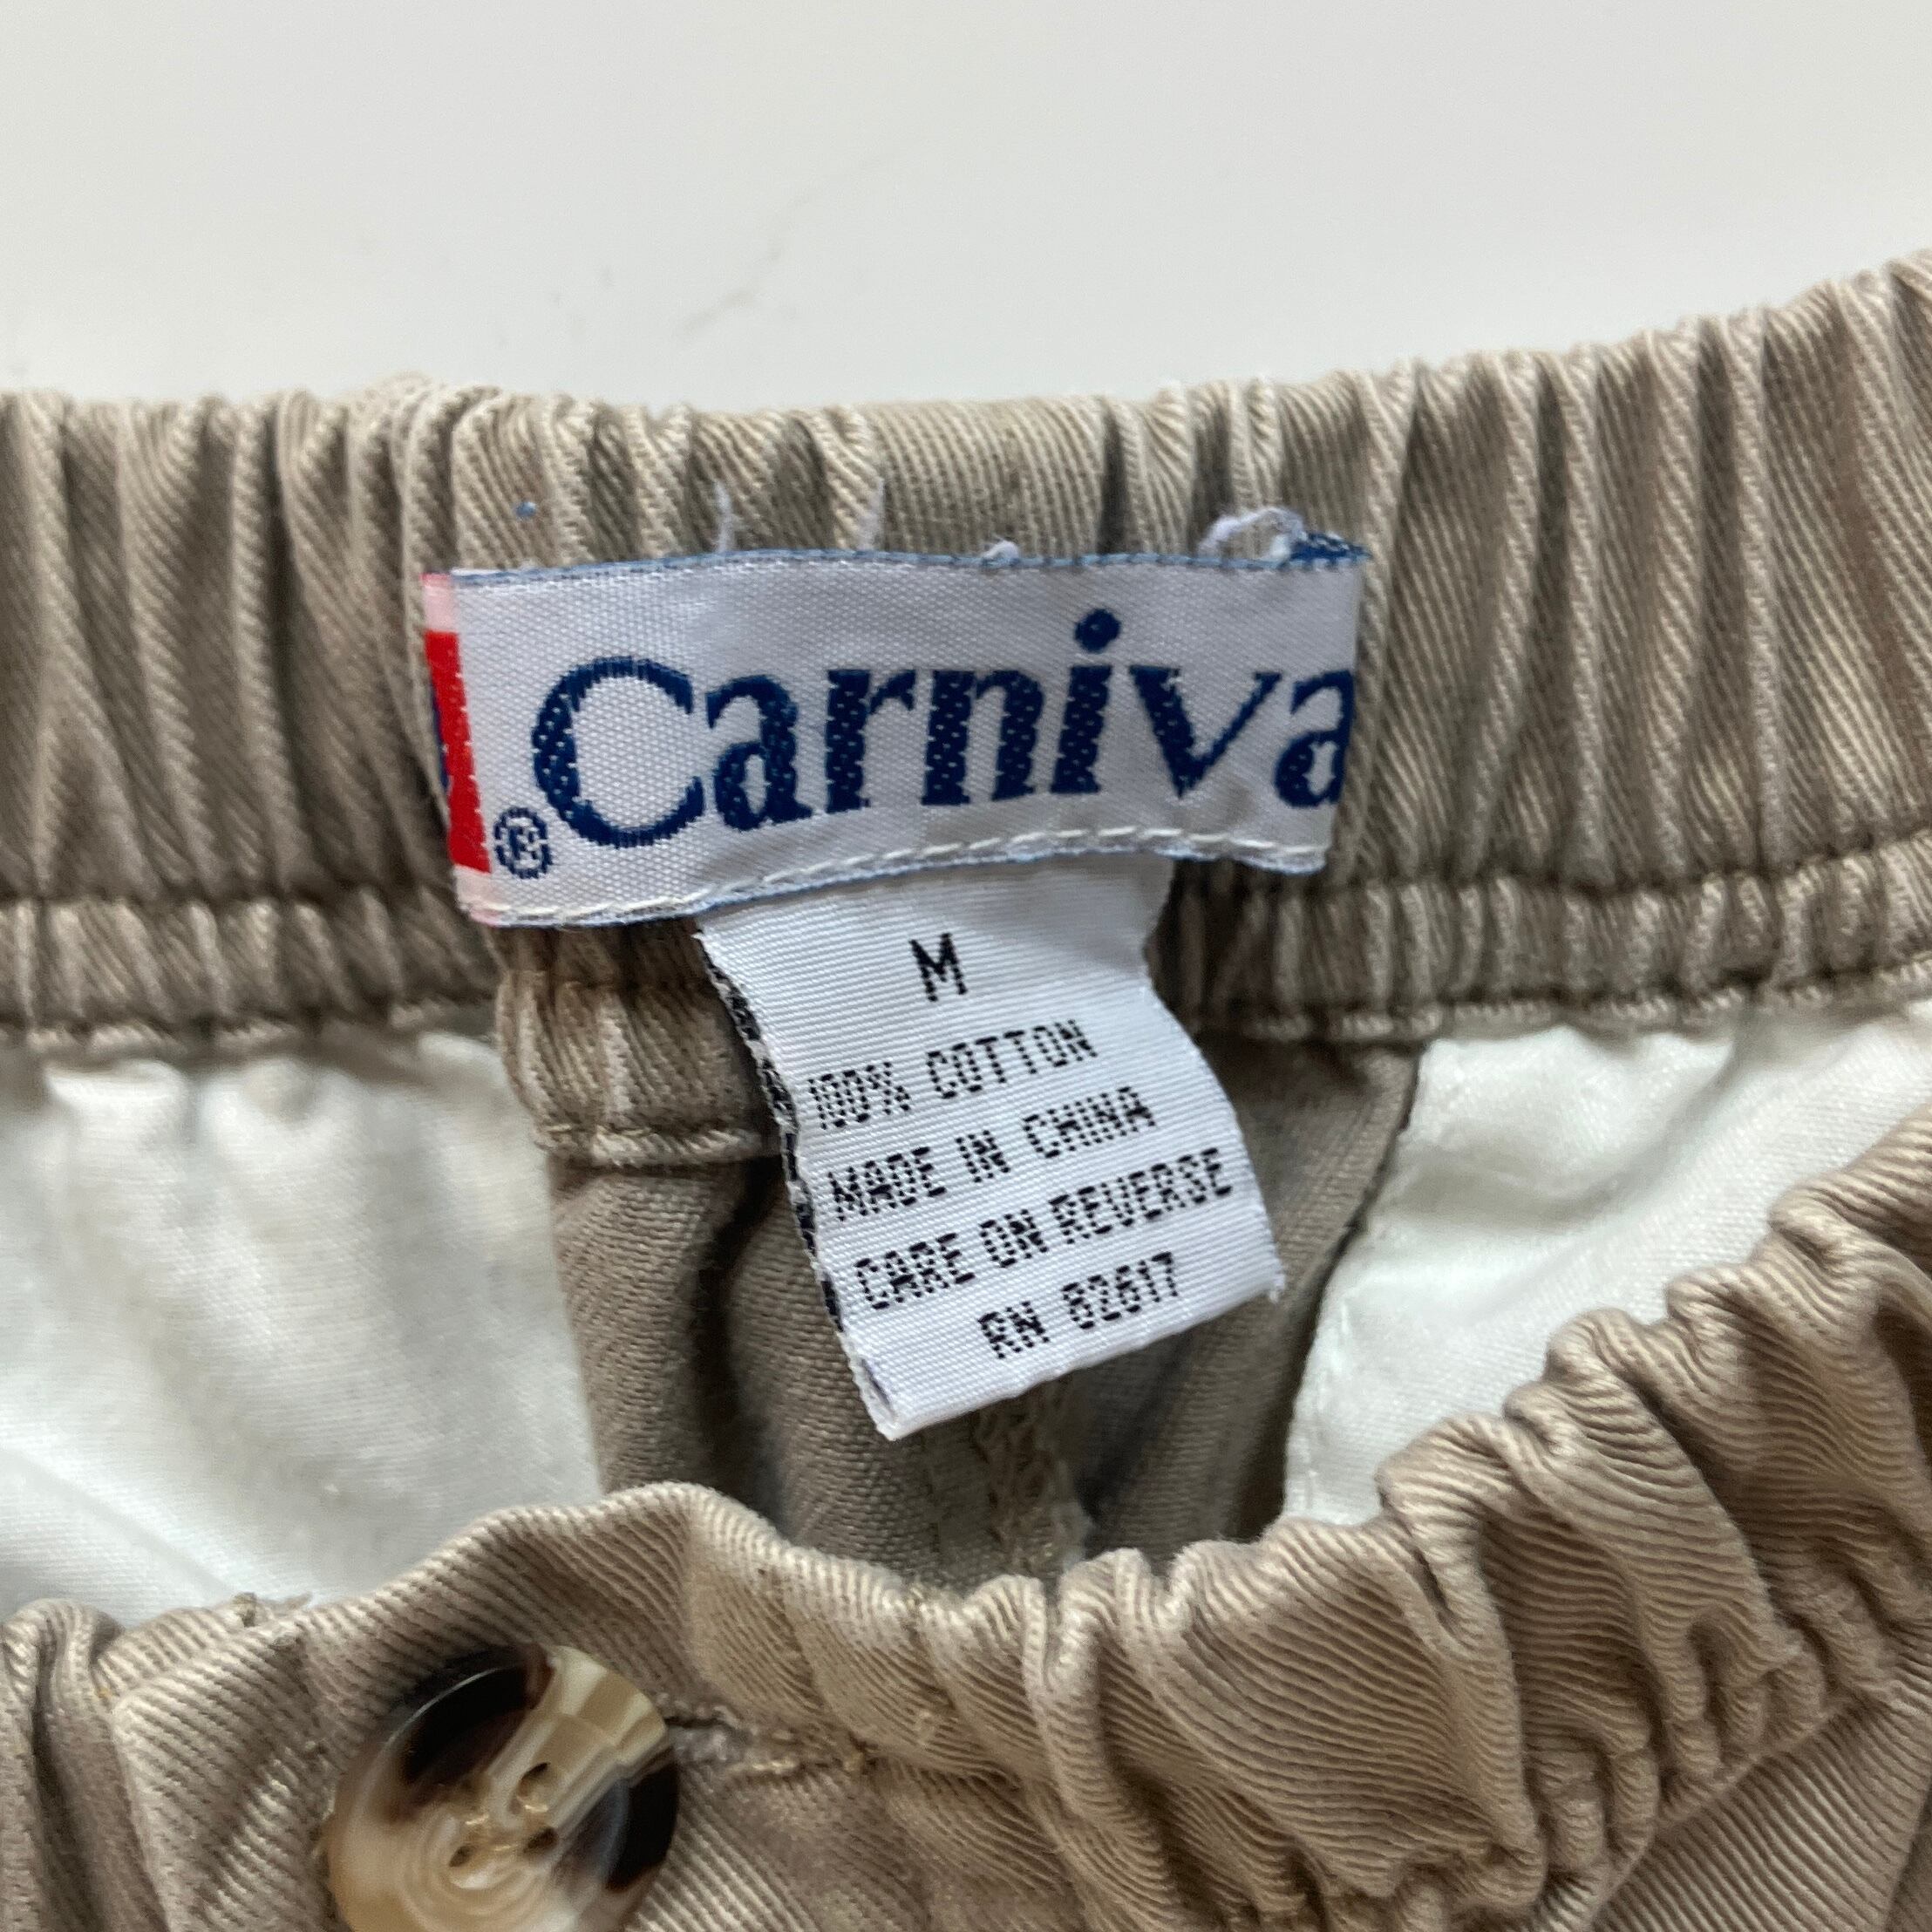 ®Carniva
M
100% COTTON
MADE IN CHINA
CARE ON REVERSE
RN 82617